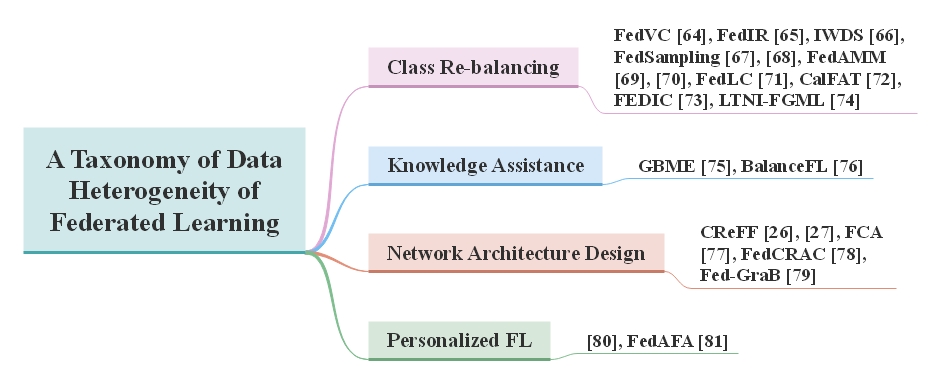 A Taxonomy of Data
Heterogeneity of
Federated Learning
Class Re-balancing
FedVC [64], FedIR [65], IWDS [66],
FedSampling [67], [68], FedAMM
[69], [70], FedLC [71], CalFAT [72],
FEDIC [73], LTNI-FGML [74]
Knowledge Assistance
GBME [75], BalanceFL [76]
Network Architecture Design
CReFF [26], [27], FCA
[77], FedCRAC [78],
Fed-GraB [79]
Personalized FL
[80], FedAFA [81]